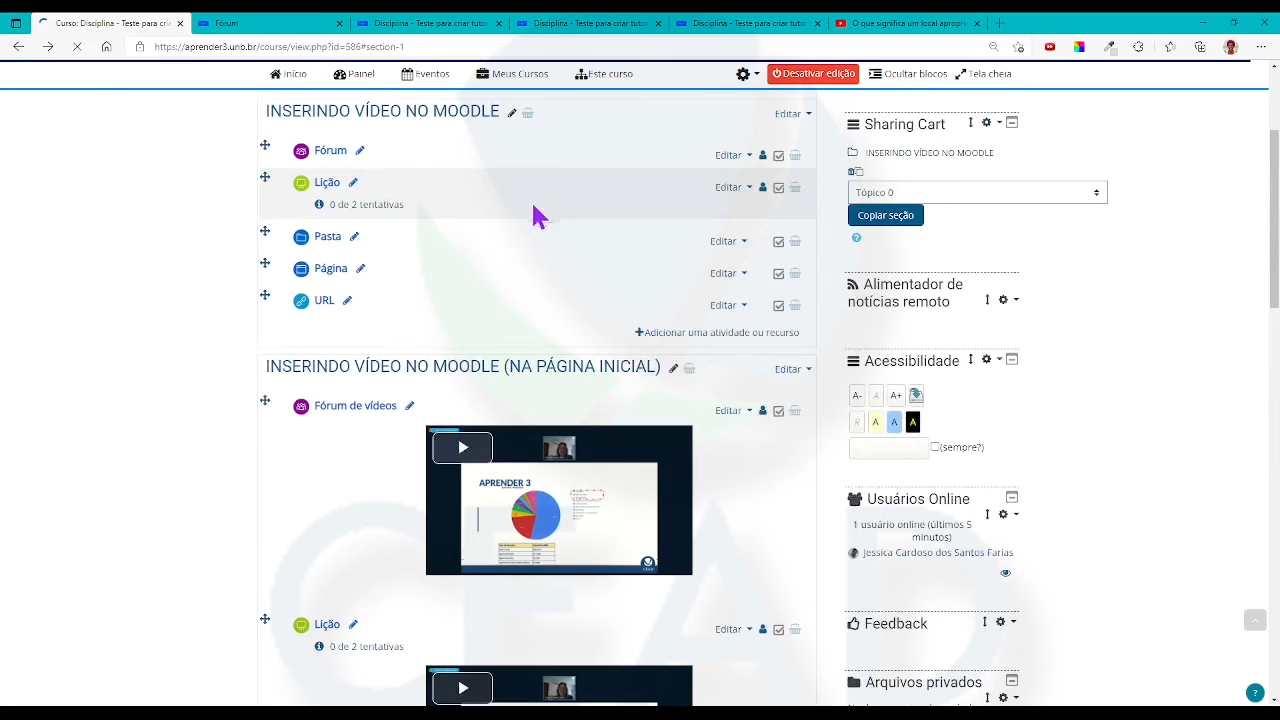 Curso: Disciplina - Teste para cria
Fórum
Disciplina - Teste para criar tutor
Disciplina - Teste para criar tutor
Disciplina - Teste para criar tutor
O que significa um local apropri
https://aprender3.unb.br/course/view.php?id=586#section-1
Início
Painel
Eventos
Meus Cursos
Este curso
Desativar edição
Ocultar blocos
Tela cheia
INSERINDO VÍDEO NO MOODLE
Editar
Fórum
Editar
Lição
Editar
0 de 2 tentativas
Pasta
Editar
Página
Editar
URL
Editar
Adicionar uma atividade ou recurso
INSERINDO VÍDEO NO MOODLE (NA PÁGINA INICIAL)
Editar
Fórum de vídeos
Editar
APRENDER 3
CEAD
Lição
Editar
0 de 2 tentativas
Sharing Cart
INSERINDO VÍDEO NO MOODLE
Tópico 0
Copiar seção
Alimentador de
notícias remoto
Acessibilidade
A-
A
A+
R
A
A
A
(sempre?)
Usuários Online
1 usuário online (últimos 5
minutos)
Jessica Cardoso dos Santos Farias
Feedback
Arquivos privados
CEAD